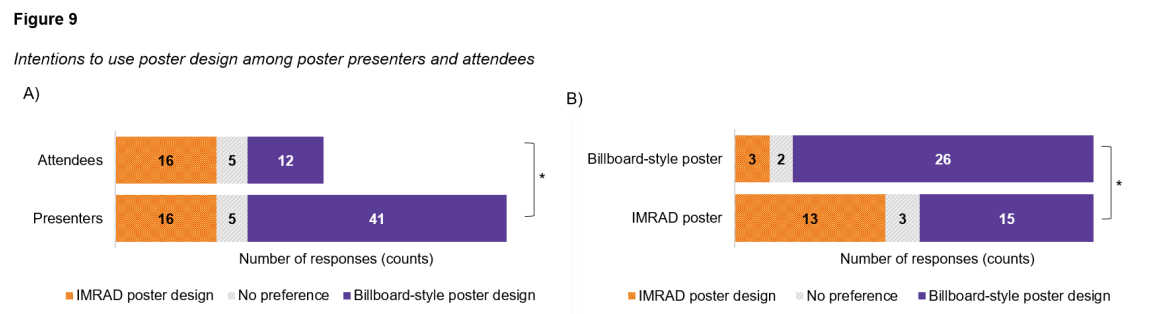 Figure 9
Intentions to use poster design among poster presenters and attendees
A)
Attendees 16 5 12
Presenters 16 5 41
*
Number of responses (counts)
IMRAD poster design No preference Billboard-style poster design
B)
Billboard-style poster 3 2 26
IMRAD poster 13 3 15
*
Number of responses (counts)
IMRAD poster design No preference Billboard-style poster design